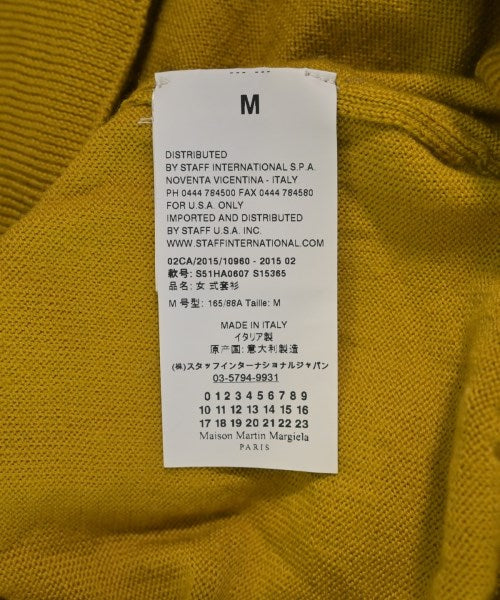 M
DISTRIBUTED
BY STAFF INTERNATIONAL S.P.A.
NOVENTA VICENTINA - ITALY
PH 0444 784500 FAX 0444 784580
FOR U.S.A. ONLY
IMPORTED AND DISTRIBUTED
BY STAFF U.S.A. INC.
WWW.STAFFINTERNATIONAL.COM
02CA/2015/10960 - 2015 02
款号: S51HA0607 S15365
品名: 女 式套衫
M 号型: 165/88A Taille: M
MADE IN ITALY
イタリア製
原产国: 意大利製造
(株)スタッフインターナショナルジャパン
03-5794-9931
0 1 2 3 4 5 6 7 8 9
10 11 12 13 14 15 16
17 18 19 20 21 22 23
Maison Martin Margiela
PARIS